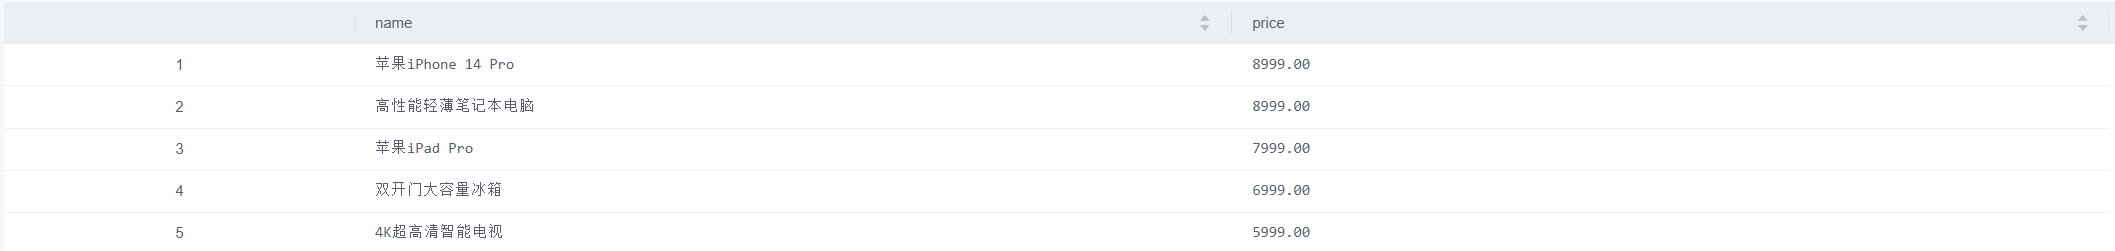 name price
1 苹果iPhone 14 Pro 8999.00
2 高性能轻薄笔记本电脑 8999.00
3 苹果iPad Pro 7999.00
4 双开门大容量冰箱 6999.00
5 4K超高清智能电视 5999.00